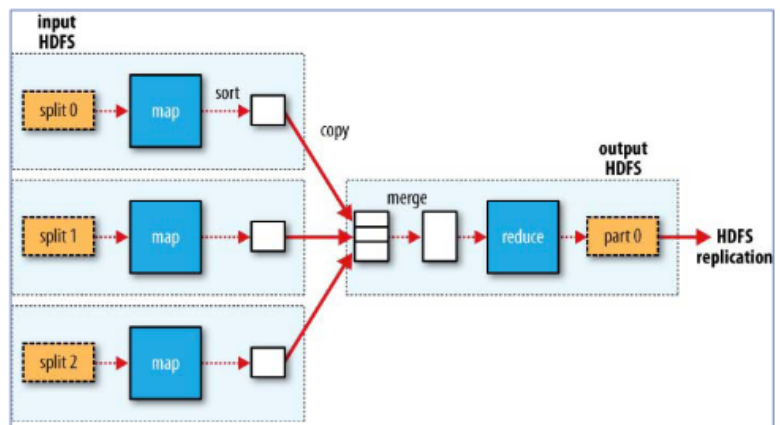 input
HDFS
split 0
map
sort
copy
split 1
map
merge
reduce
output
HDFS
part 0
HDFS
replication
split 2
map